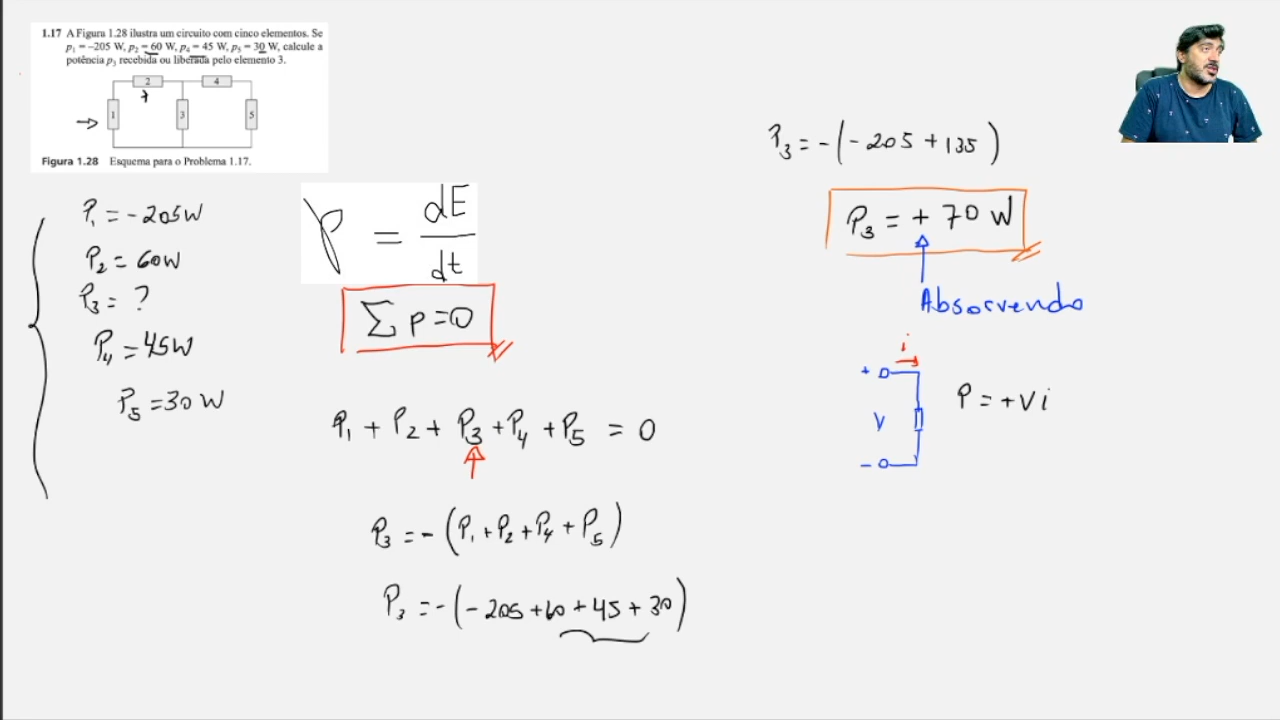 1.17 A Figura 1.28 ilustra um circuito com cinco elementos. Se
p₁ = –205 W, p₂ = 60 W, p₄ = 45 W, p₅ = 30 W, calcule a
potência p₃ recebida ou liberada pelo elemento 3.
2
4
1
3
5
Figura 1.28 Esquema para o Problema 1.17.
P₁ = -205W
P₂ = 60W
P₃ = ?
P₄ = 45W
P₅ = 30W
p = dE/dt
∑ p = 0
P₁ + P₂ + P₃ + P₄ + P₅ = 0
P₃ = - (P₁ + P₂ + P₄ + P₅)
P₃ = - (-205 + 60 + 45 + 30)
P₃ = - (-205 + 135)
P₃ = + 70 W
Absorvendo
i
+
V
-
P = +Vi